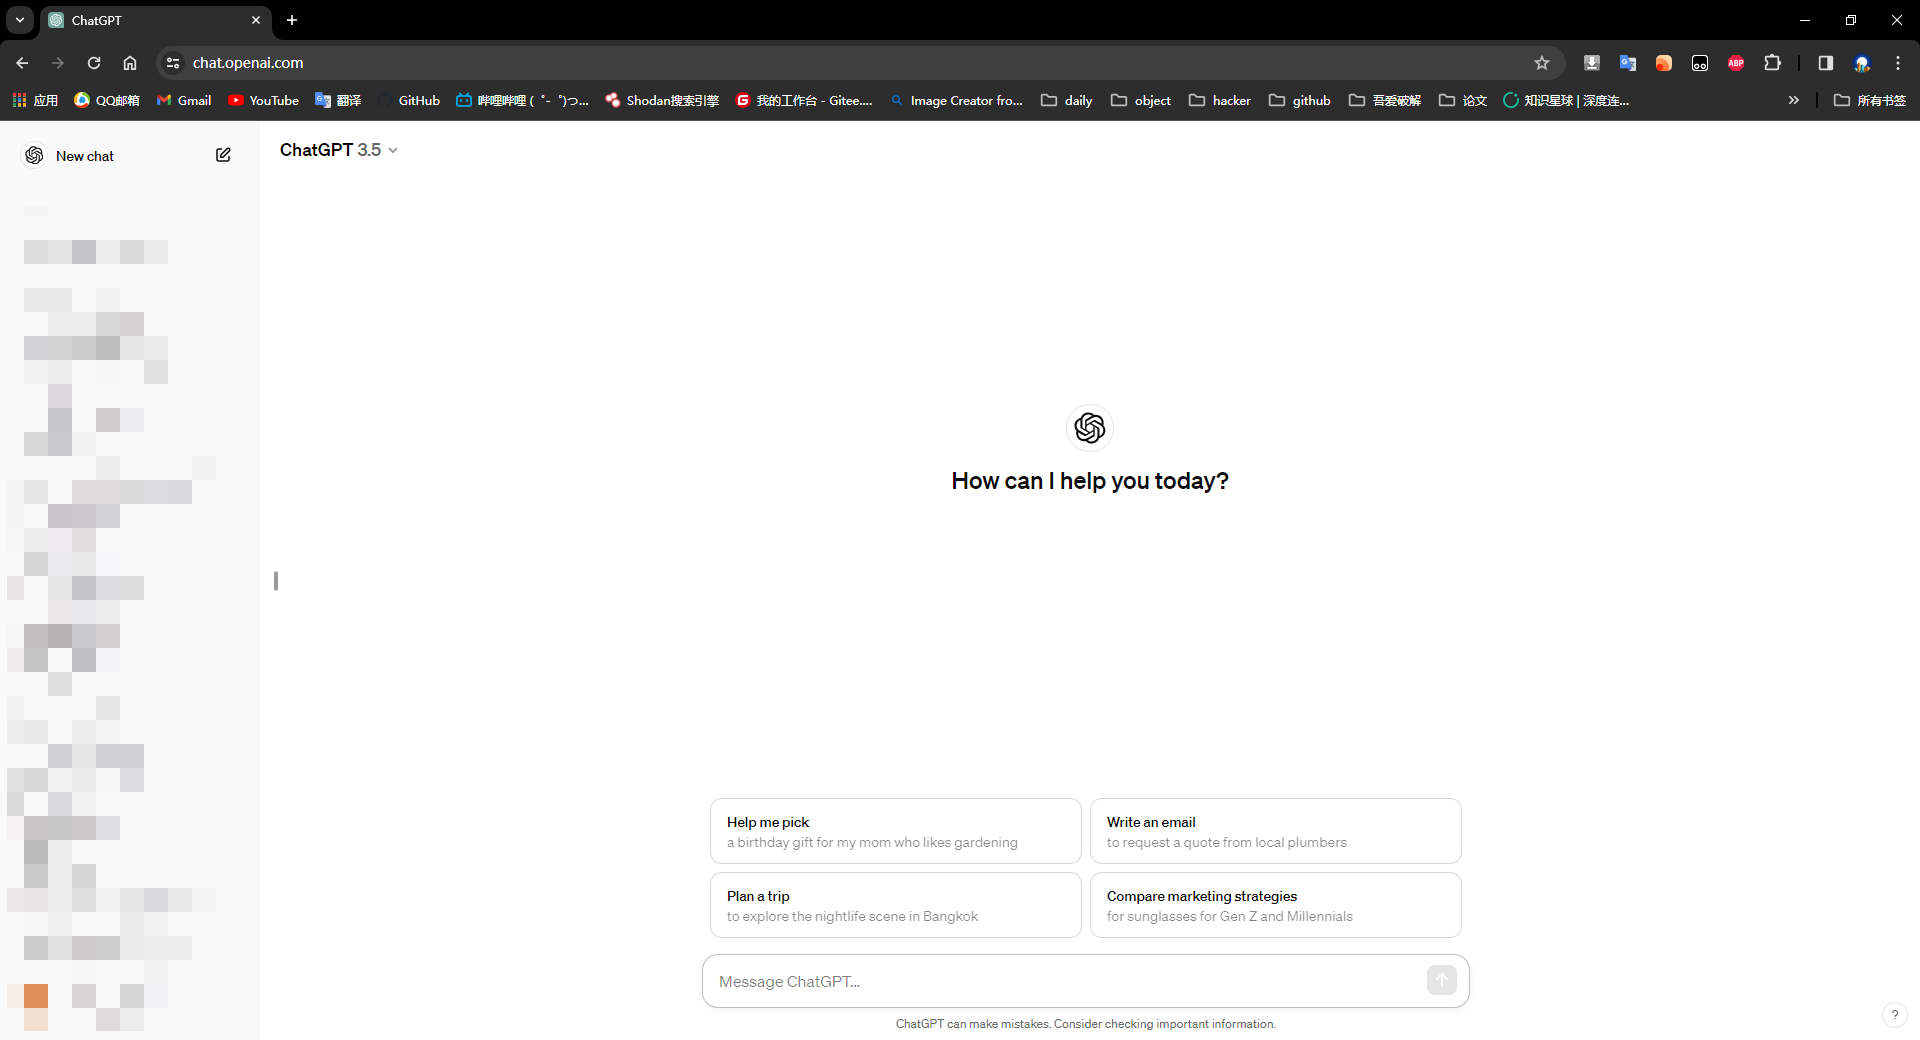 ChatGPT
chat.openai.com
应用 QQ邮箱 Gmail YouTube 翻译 GitHub 哔哩哔哩 ( ゜- ゜)つ... Shodan搜索引擎 我的工作台 - Gitee.... Image Creator fro... daily object hacker github 吾爱破解 论文 知识星球 | 深度连... 所有书签
ABP
New chat
ChatGPT 3.5
How can I help you today?
Help me pick
a birthday gift for my mom who likes gardening
Write an email
to request a quote from local plumbers
Plan a trip
to explore the nightlife scene in Bangkok
Compare marketing strategies
for sunglasses for Gen Z and Millennials
Message ChatGPT...
ChatGPT can make mistakes. Consider checking important information.
?